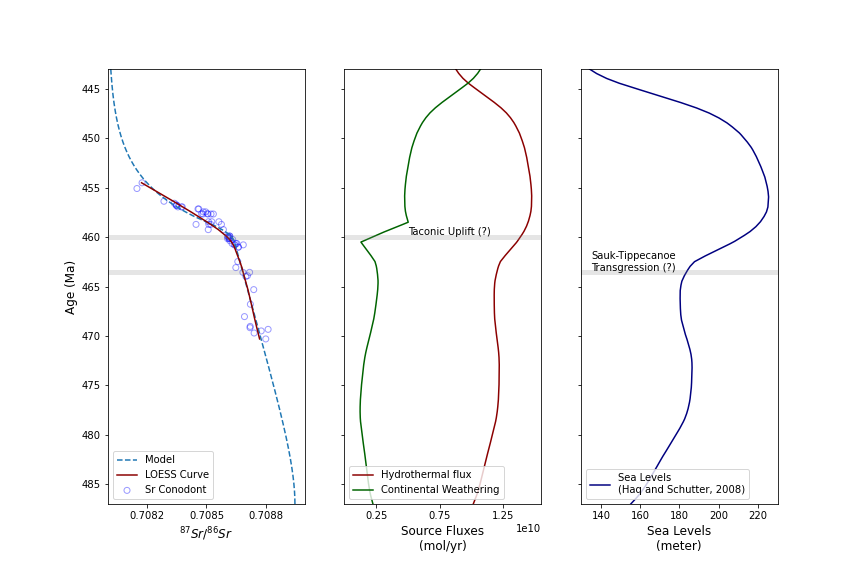 445
450
455
460
465
470
475
480
485
Age (Ma)
0.7082
0.7085
0.7088
87Sr/86Sr
Model
LOESS Curve
Sr Conodont
Taconic Uplift (?)
Hydrothermal flux
Continental Weathering
0.25
0.75
1.25
1e10
Source Fluxes
(mol/yr)
Sauk-Tippecanoe
Transgression (?)
Sea Levels
(Haq and Schutter, 2008)
140
160
180
200
220
Sea Levels
(meter)